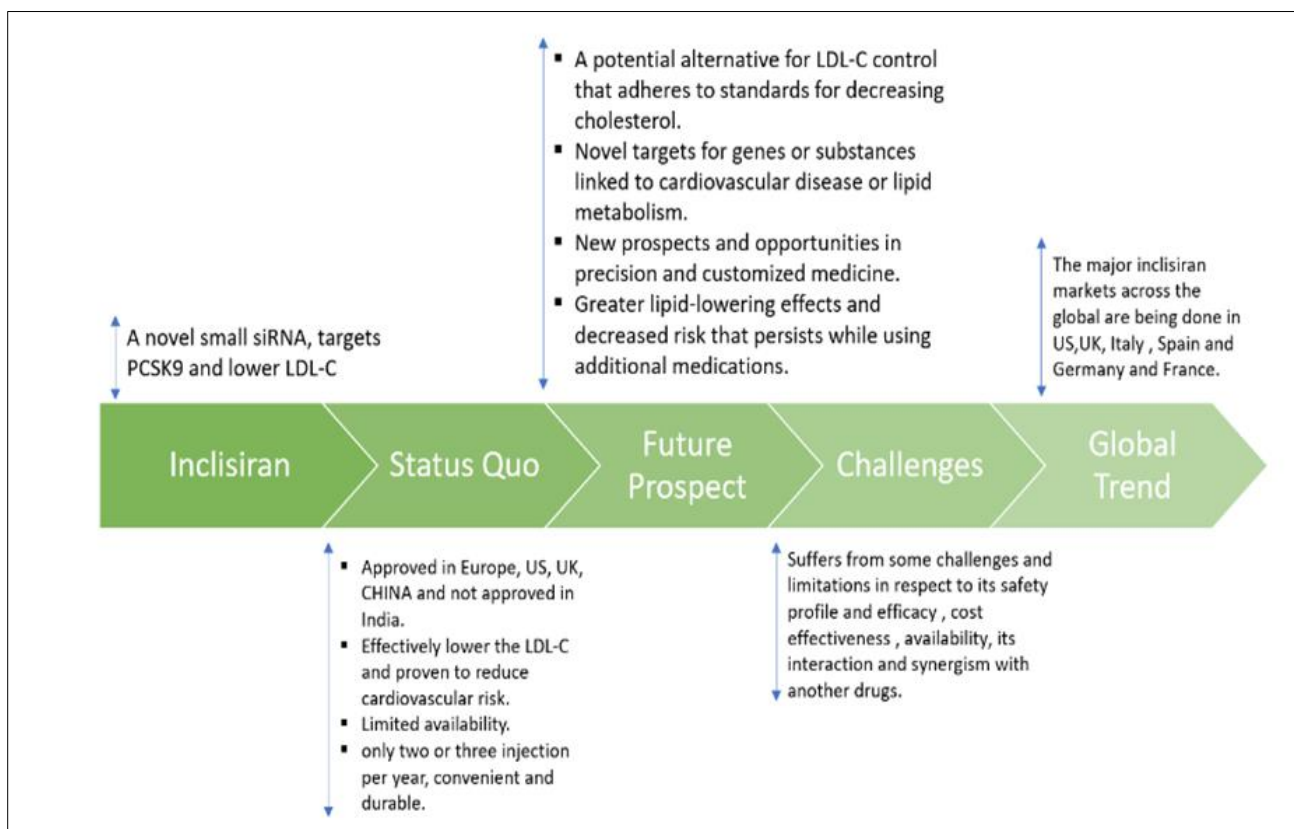 A novel small siRNA, targets
PCSK9 and lower LDL-C
▪ A potential alternative for LDL-C control
that adheres to standards for decreasing
cholesterol.
▪ Novel targets for genes or substances
linked to cardiovascular disease or lipid
metabolism.
▪ New prospects and opportunities in
precision and customized medicine.
▪ Greater lipid-lowering effects and
decreased risk that persists while using
additional medications.
The major inclisiran
markets across the
global are being done in
US,UK, Italy , Spain and
Germany and France.
Inclisiran
Status Quo
Future
Prospect
Challenges
Global
Trend
▪ Approved in Europe, US, UK,
CHINA and not approved in
India.
▪ Effectively lower the LDL-C
and proven to reduce
cardiovascular risk.
▪ Limited availability.
▪ only two or three injection
per year, convenient and
durable.
Suffers from some challenges and
limitations in respect to its safety
profile and efficacy , cost
effectiveness , availability, its
interaction and synergism with
another drugs.